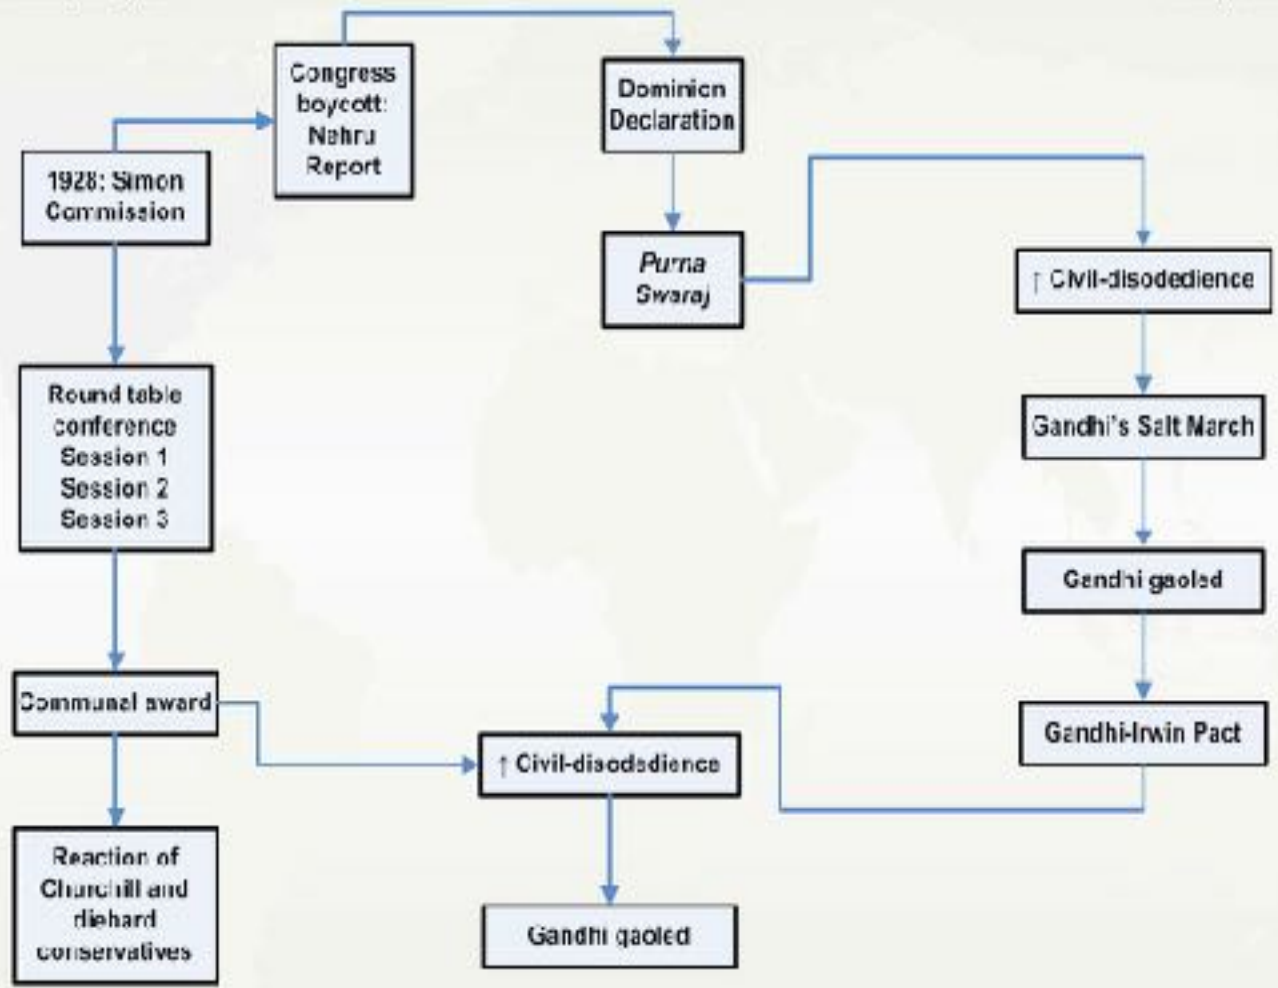 Congress
boycott:
Nehru
Report
Dominion
Declaration
1928: Simon
Commission
Purna
Swaraj
↑ Civil-disodedience
Round table
conference
Session 1
Session 2
Session 3
Gandhi's Salt March
Gandhi gaoled
Communal award
Gandhi-Irwin Pact
↑ Civil-disodedience
Reaction of
Churchill and
diehard
conservatives
Gandhi gaoled